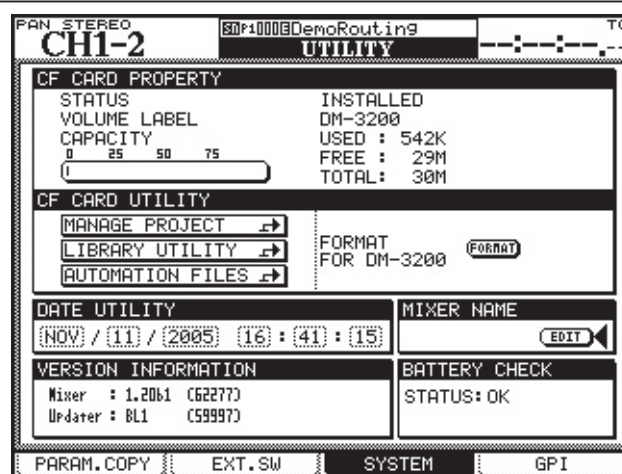 PAN STEREO
CH1-2
SD P1000E DemoRouting
UTILITY
--:--:--.--
TC
CF CARD PROPERTY
STATUS INSTALLED
VOLUME LABEL DM-3200
CAPACITY USED : 542K
0 25 50 75
FREE : 29M
TOTAL: 30M
CF CARD UTILITY
MANAGE PROJECT
LIBRARY UTILITY
AUTOMATION FILES
FORMAT
FOR DM-3200
FORMAT
DATE UTILITY
NOV / 11 / 2005 16 : 41 : 15
MIXER NAME
EDIT
VERSION INFORMATION
Mixer : 1.20b1 (62277)
Updater : BL1 (59997)
BATTERY CHECK
STATUS: OK
PARAM.COPY EXT.SW SYSTEM GPI